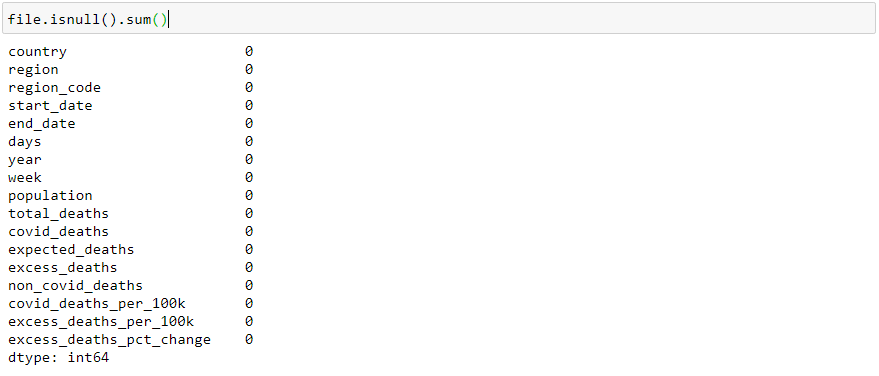 file.isnull().sum()
country 0
region 0
region_code 0
start_date 0
end_date 0
days 0
year 0
week 0
population 0
total_deaths 0
covid_deaths 0
expected_deaths 0
excess_deaths 0
non_covid_deaths 0
covid_deaths_per_100k 0
excess_deaths_per_100k 0
excess_deaths_pct_change 0
dtype: int64